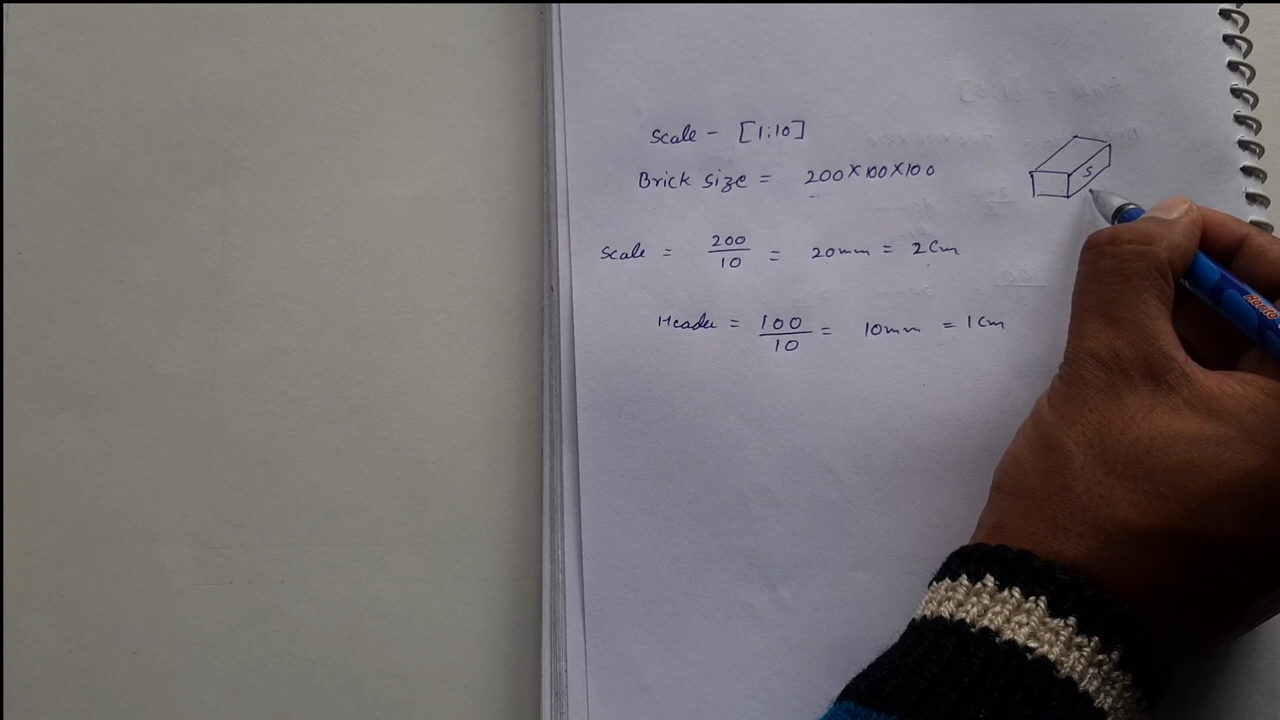 Scale - [1:10]
Brick size = 200×100×100
S
Scale = 200/10 = 20mm = 2cm
Header = 100/10 = 10mm = 1cm